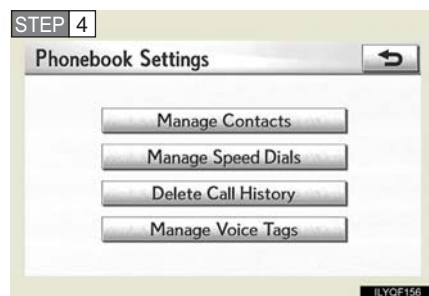 STEP 4
Phonebook Settings
Manage Contacts
Manage Speed Dials
Delete Call History
Manage Voice Tags
ILYOF156